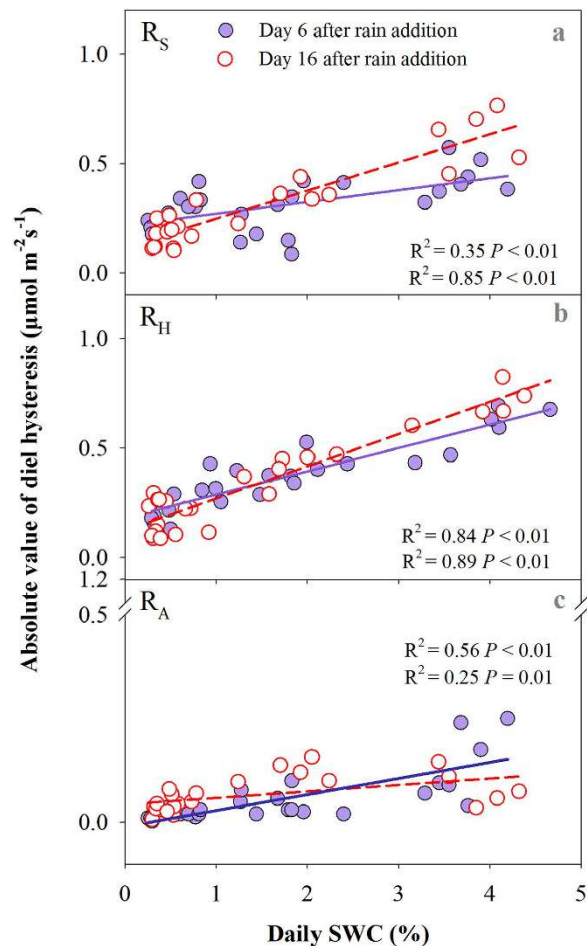 R_S
Day 6 after rain addition
Day 16 after rain addition
a
1.0
0.5
0.0
R² = 0.35 P < 0.01
R² = 0.85 P < 0.01
R_H
b
1.0
0.5
0.0
R² = 0.84 P < 0.01
R² = 0.89 P < 0.01
1.2
R_A
c
0.5
0.0
R² = 0.56 P < 0.01
R² = 0.25 P = 0.01
0 1 2 3 4 5
Daily SWC (%)
Absolute value of diel hysteresis (μmol m⁻² s⁻¹)